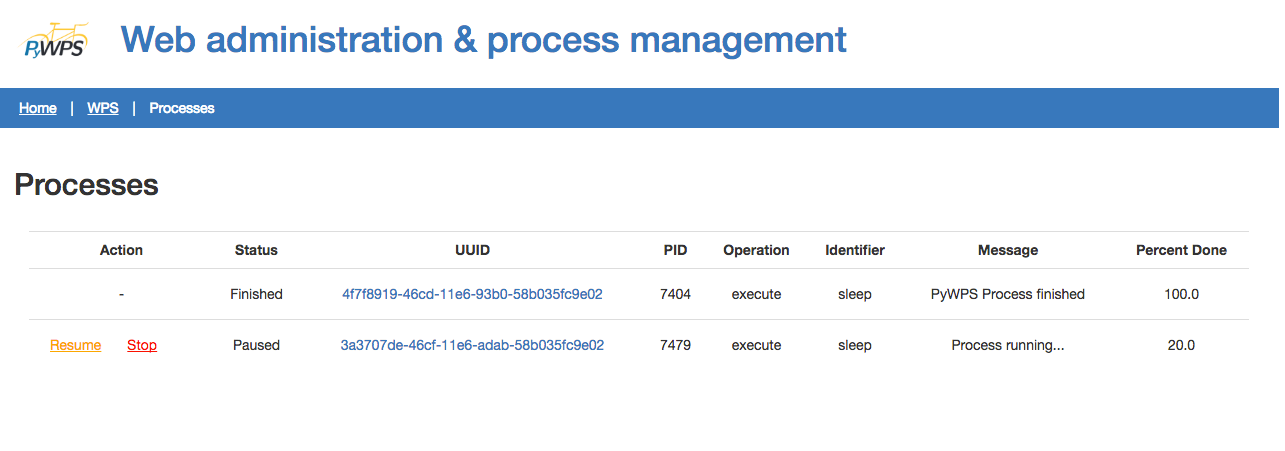 PyWPS Web administration & process management
Home | WPS | Processes
Processes
Action Status UUID PID Operation Identifier Message Percent Done
- Finished 4f7f8919-46cd-11e6-93b0-58b035fc9e02 7404 execute sleep PyWPS Process finished 100.0
Resume Stop Paused 3a3707de-46cf-11e6-adab-58b035fc9e02 7479 execute sleep Process running... 20.0